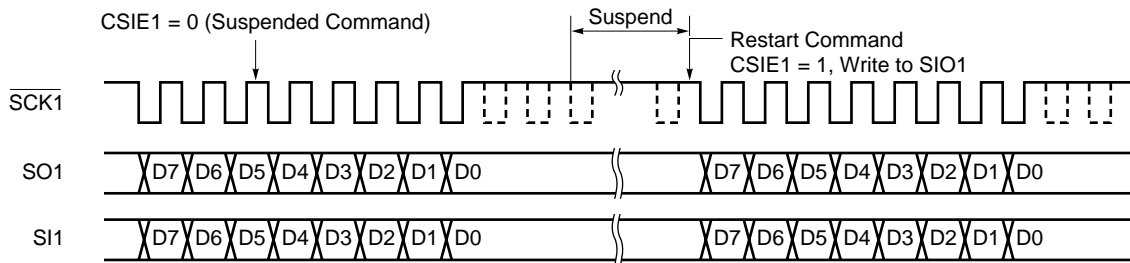 CSIE1 = 0 (Suspended Command)
Suspend
Restart Command
CSIE1 = 1, Write to SIO1
SCK1
SO1
D7 D6 D5 D4 D3 D2 D1 D0 D7 D6 D5 D4 D3 D2 D1 D0
SI1
D7 D6 D5 D4 D3 D2 D1 D0 D7 D6 D5 D4 D3 D2 D1 D0